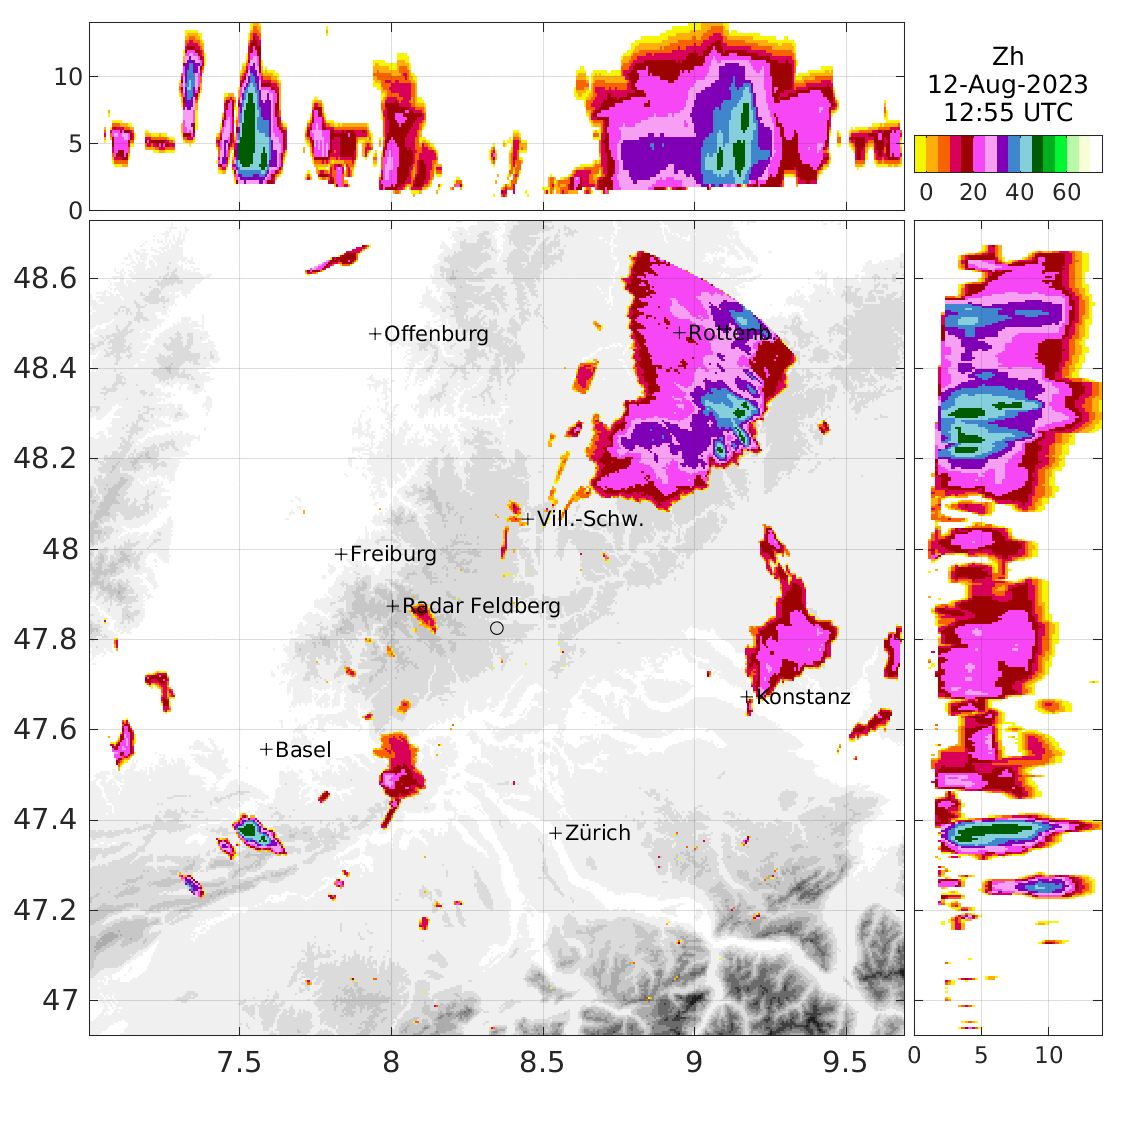 Zh
12-Aug-2023
12:55 UTC
0 20 40 60
10
5
0
48.6
48.4
48.2
48
47.8
47.6
47.4
47.2
47
+Offenburg
+Rottenb.
+Vill.-Schw.
+Freiburg
+Radar Feldberg
+Konstanz
+Basel
+Zürich
7.5 8 8.5 9 9.5
0 5 10